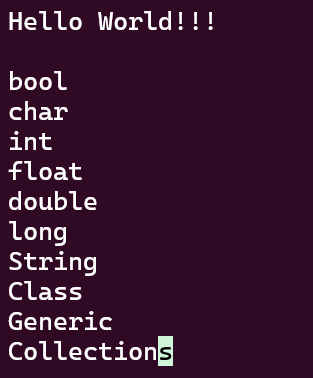 Hello World!!!

bool
char
int
float
double
long
String
Class
Generic
Collections